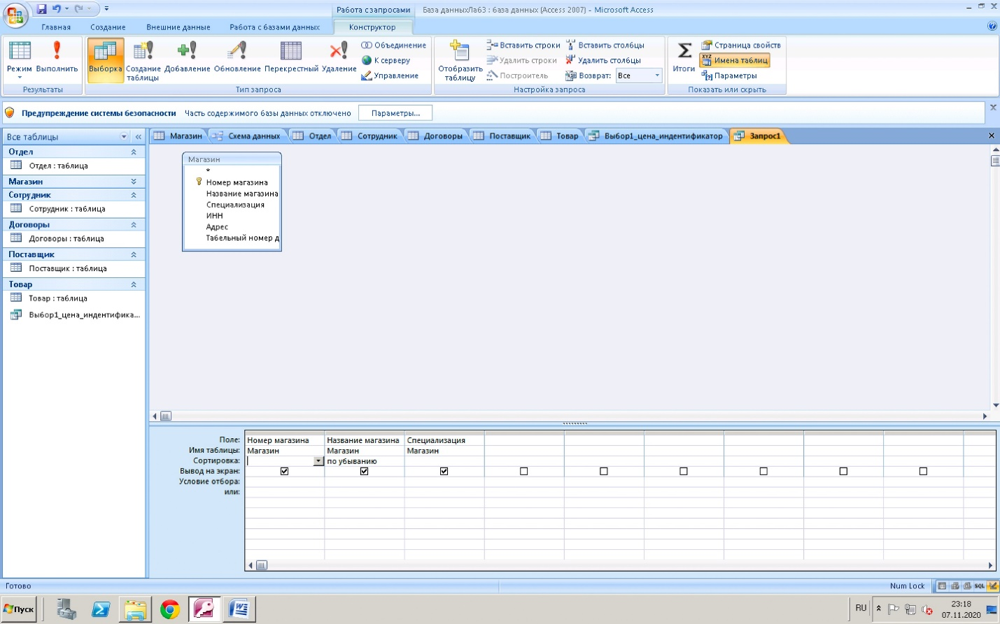 Работа с запросами
База данных/Ла63 : база данных (Access 2007) - Microsoft Access
Главная
Создание
Внешние данные
Работа с базами данных
Конструктор
Режим
Выполнить
Результаты
Выборка
Создание таблицы
Добавление
Обновление
Перекрестный
Удаление
Объединение
К серверу
Управление
Тип запроса
Отобразить таблицу
Вставить строки
Удалить строки
Построитель
Вставить столбцы
Удалить столбцы
Возврат: Все
Настройка запроса
Итоги
Страница свойств
Имена таблиц
Параметры
Показать или скрыть
Предупреждение системы безопасности Часть содержимого базы данных отключено Параметры...
Все таблицы
Отдел
Отдел : таблица
Магазин
Сотрудник
Сотрудник : таблица
Договоры
Договоры : таблица
Поставщик
Поставщик : таблица
Товар
Товар : таблица
Выбор1_цена_индентифика...
Магазин
Схема данных
Отдел
Сотрудник
Договоры
Поставщик
Товар
Выбор1_цена_индентификатор
Запрос1
Магазин
*
Номер магазина
Название магазина
Специализация
ИНН
Адрес
Табельный номер д
Поле: Номер магазина Название магазина Специализация
Имя таблицы: Магазин Магазин Магазин
Сортировка: по убыванию
Вывод на экран:
Условие отбора:
или:
Готово
Num Lock
SQL
Пуск
RU
23:18
07.11.2020